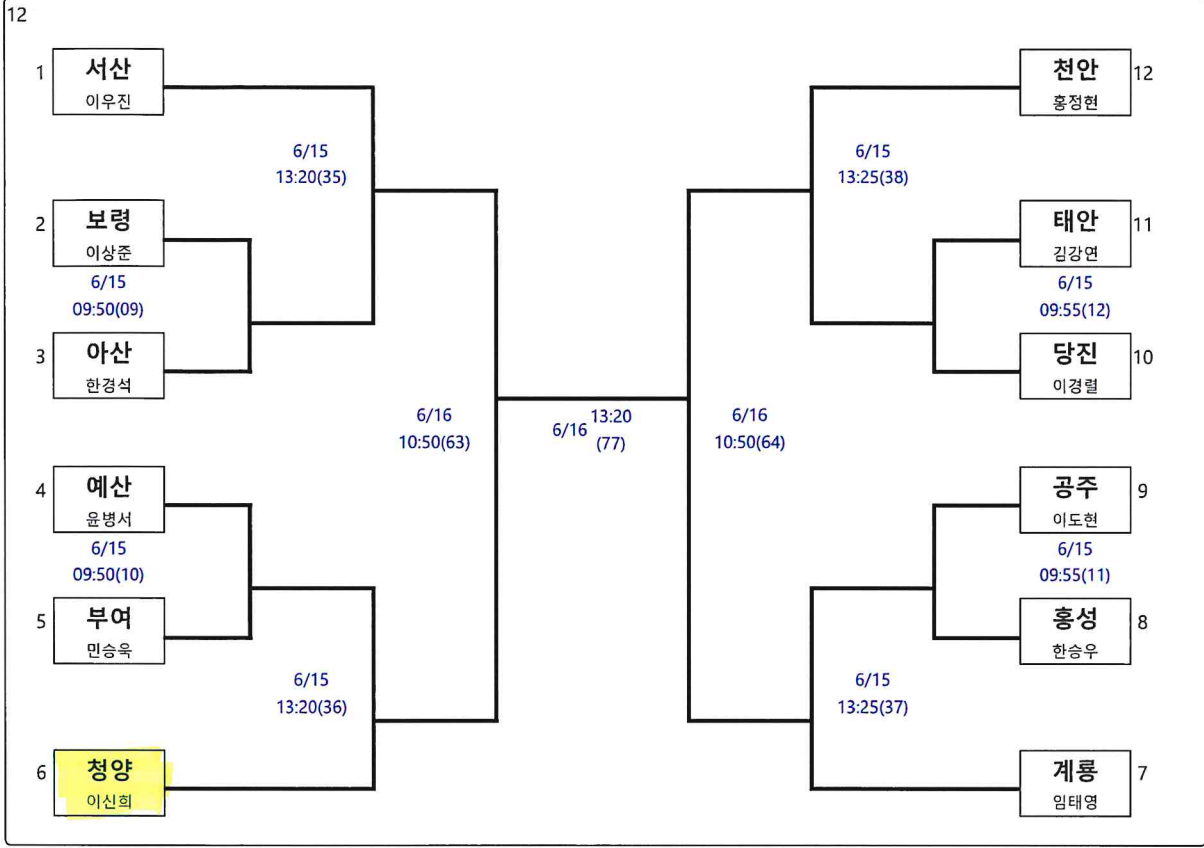 12
1
서산
이우진
6/15
13:20(35)
2
보령
이상준
6/15
09:50(09)
3
아산
한경석
6/16
10:50(63)
4
예산
윤병서
6/15
09:50(10)
5
부여
민승욱
6/15
13:20(36)
6
청양
이신희
6/16 13:20
(77)
천안
홍정현
12
6/15
13:25(38)
태안
김강연
11
6/15
09:55(12)
당진
이경렬
10
6/16
10:50(64)
공주
이도현
9
6/15
09:55(11)
홍성
한승우
8
6/15
13:25(37)
계룡
임태영
7